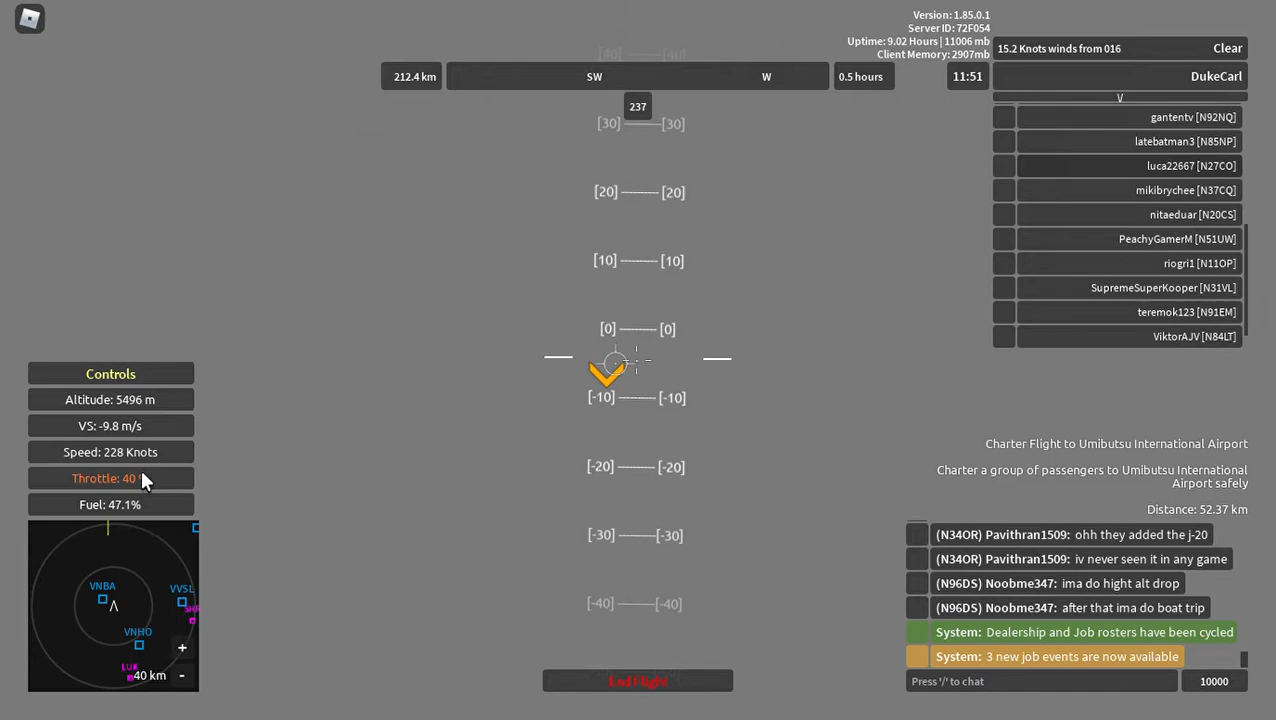 Version: 1.85.0.1
Server ID: 72F054
Uptime: 9.02 Hours | 11006 mb
Client Memory: 2907mb
15.2 Knots winds from 016 Clear
212.4 km SW W 0.5 hours 11:51 DukeCarl
V
237
[40] [40]
[30] [30]
[20] [20]
[10] [10]
[0] [0]
[-10] [-10]
[-20] [-20]
[-30] [-30]
[-40] [-40]
gantentv [N92NQ]
latebatman3 [N85NP]
luca22667 [N27CO]
mikibrychee [N37CQ]
nitaeduar [N20CS]
PeachyGamerM [N51UW]
riogri1 [N11OP]
SupremeSuperKooper [N31VL]
teremok123 [N91EM]
ViktorAJV [N84LT]
Controls
Altitude: 5496 m
VS: -9.8 m/s
Speed: 228 Knots
Throttle: 40
Fuel: 47.1%
VNBA
VVSL
VNHO
LUK
40 km
+
-
Charter Flight to Umibutsu International Airport
Charter a group of passengers to Umibutsu International
Airport safely
Distance: 52.37 km
(N34OR) Pavithran1509: ohh they added the j-20
(N34OR) Pavithran1509: iv never seen it in any game
(N96DS) Noobme347: ima do hight alt drop
(N96DS) Noobme347: after that ima do boat trip
System: Dealership and Job rosters have been cycled
System: 3 new job events are now available
Press '/' to chat 10000
End Flight